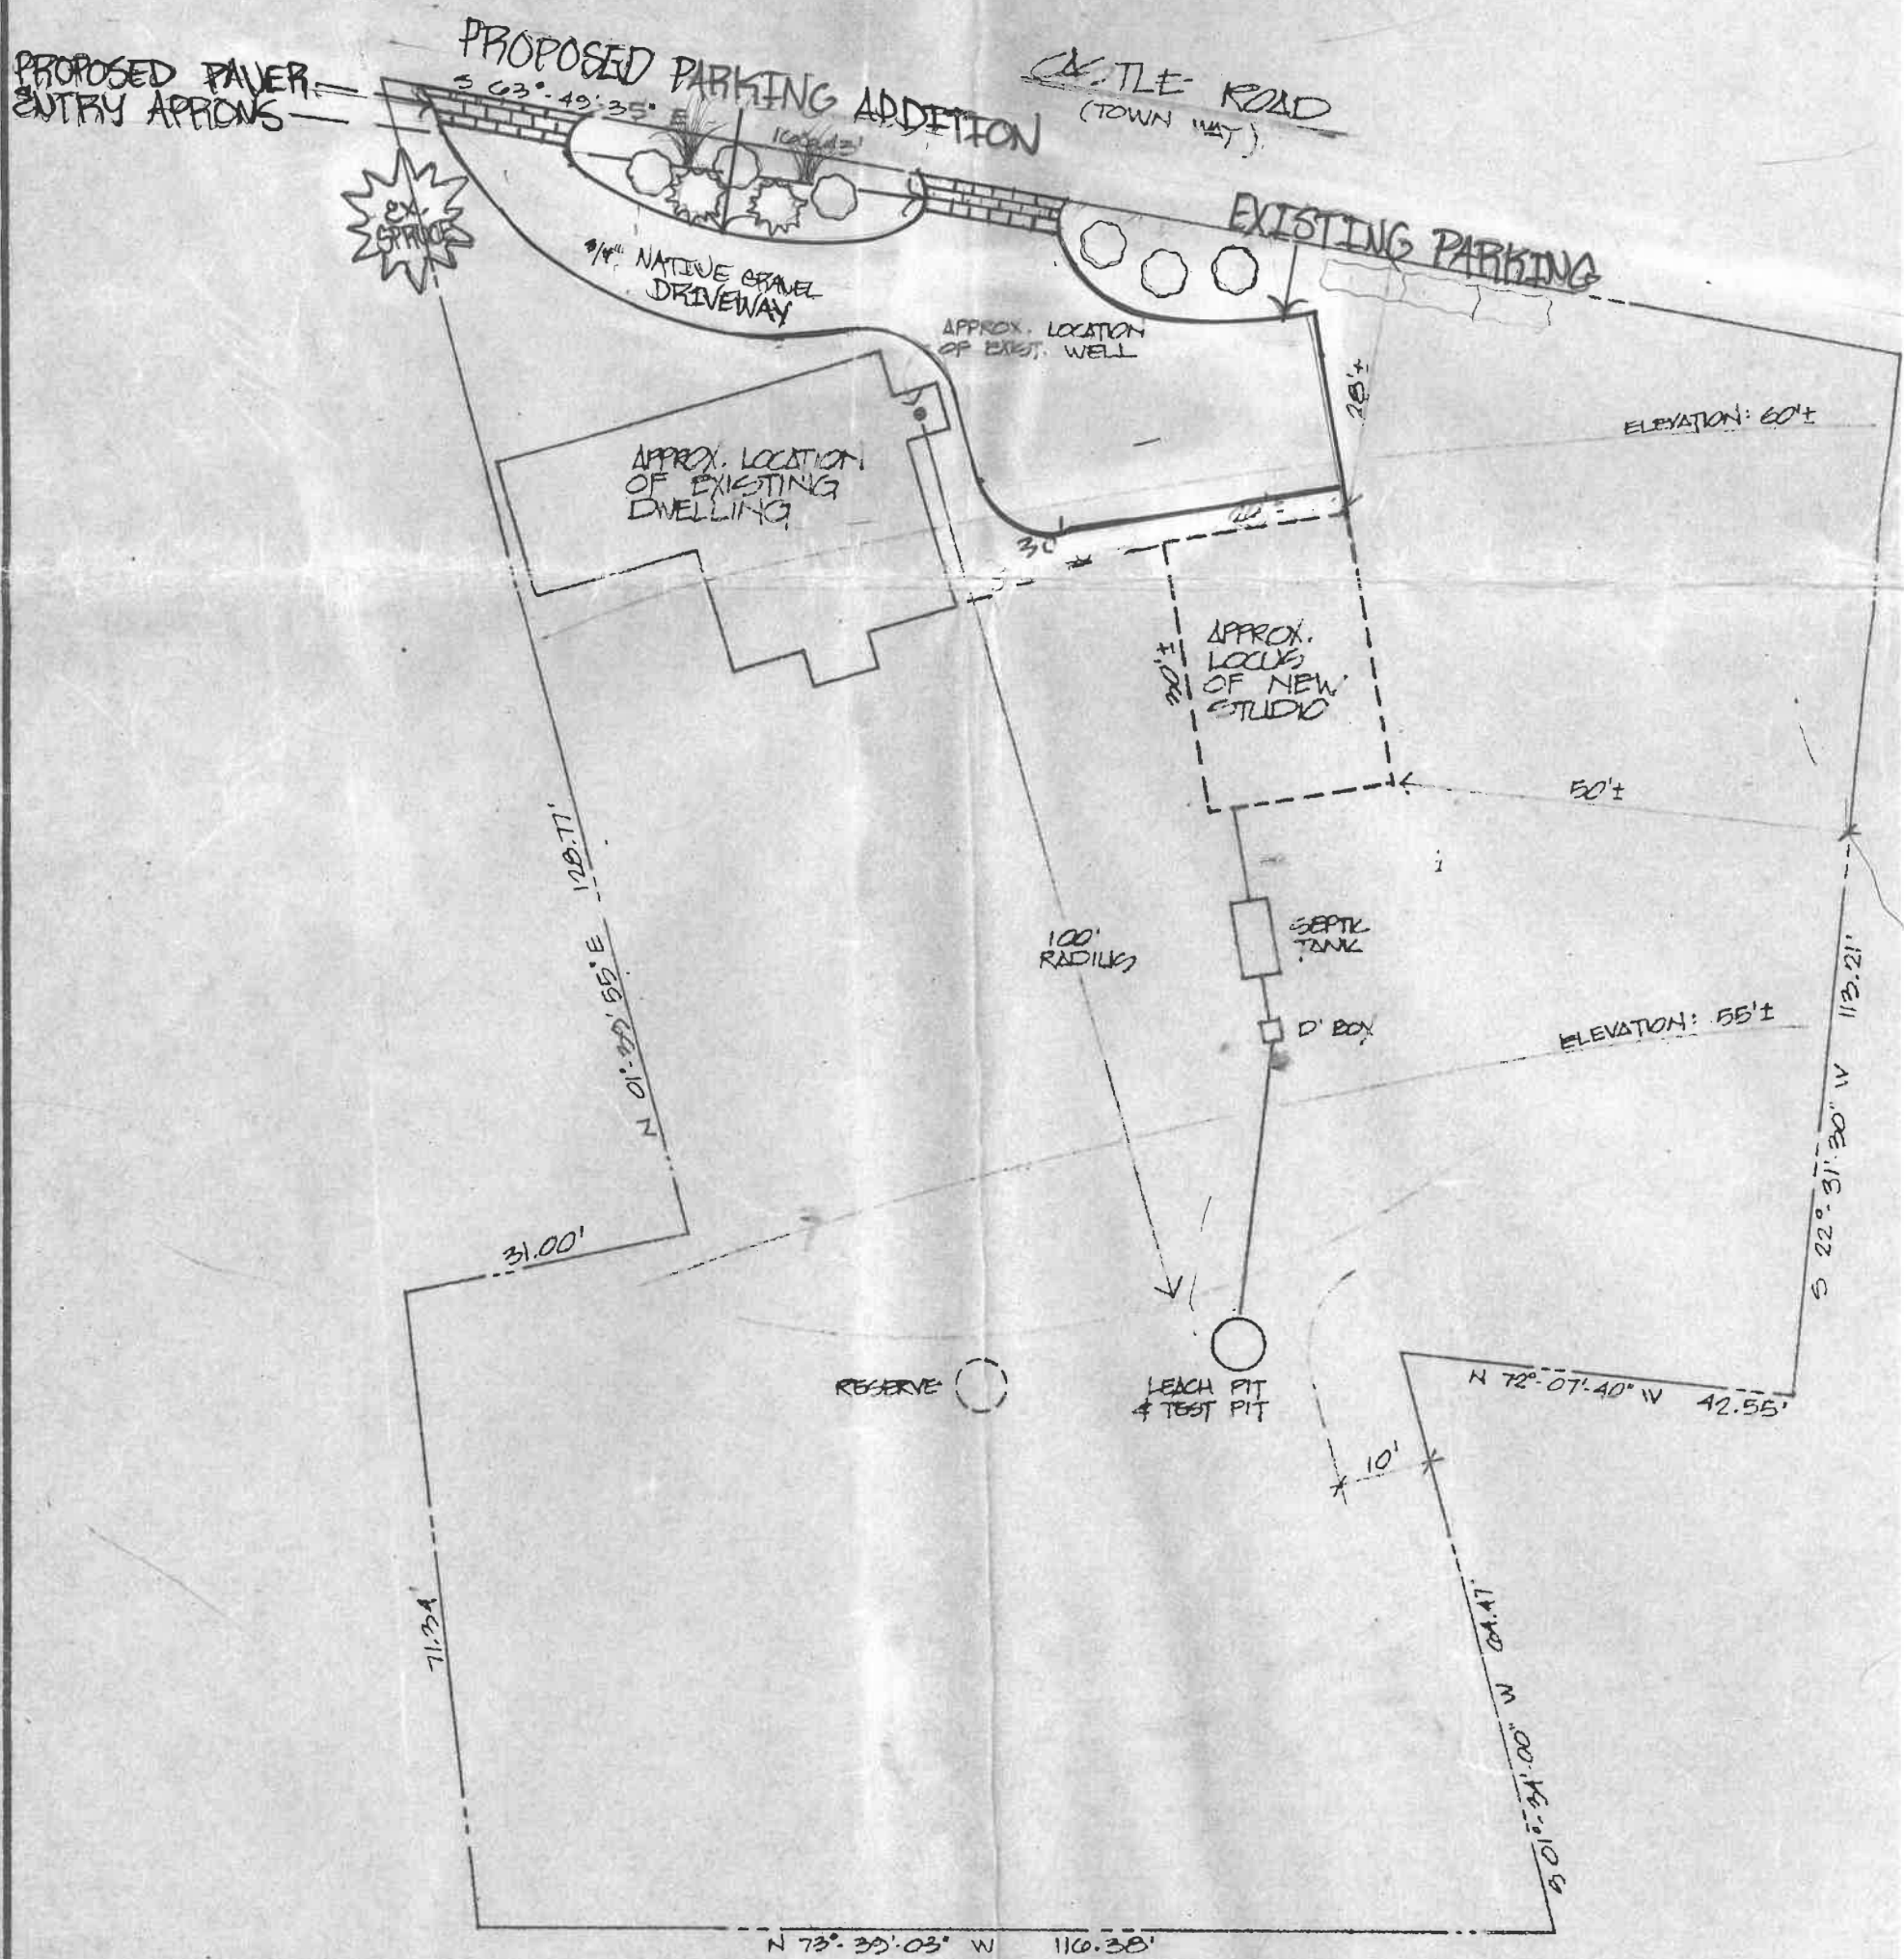 PROPOSED PAVER
ENTRY APRONS
PROPOSED PARKING ADDITION
S 63°-49'-35" E
ROAD
(TOWN WAY)
EX.
SPRUCE
EXISTING PARKING
3/4" NATIVE GRAVEL
DRIVEWAY
APPROX. LOCATION
OF EXIST. WELL
28'±
ELEVATION: 60'±
APPROX. LOCATION
OF EXISTING
DWELLING
30'
20'±
30'±
APPROX.
LOCUS
OF NEW
STUDIO
50'±
128.77'
E
N 01°
100'
RADIUS
SEPTIC
TANK
D' BOX
ELEVATION: 55'±
S 22°-31'-30" W 113.21'
31.00'
RESERVE
LEACH PIT
& TEST PIT
N 72°-07'-40" W 42.55'
10'
71.34'
S 01°-34'-00" W
N 73°-39'-03" W 116.38'